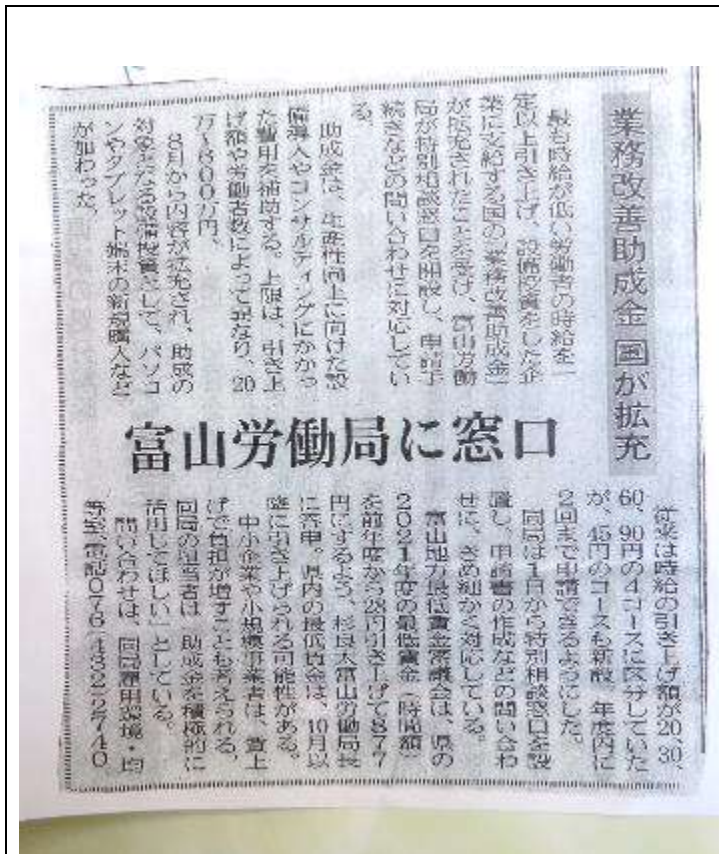 業務改善助成金 国が拡充
富山労働局に窓口
最も時給が低い労働者の時給を一
定以上引き上げ、設備投資をした企
業に支給する国の「業務改善助成金」
が拡充されたことを受け、富山労働
局が特別相談窓口を開設し、申請手
続きなどの問い合わせに対応してい
る。
助成金は、生産性向上に向けた設
備導入やコンサルティングにかかっ
た費用を補助する。上限は、引き上
げ額や労働者数によって異なり、20
万~600万円。
8月から内容が拡充され、助成の
対象となる設備投資として、パソコ
ンやタブレット端末の新規購入など
が加わった。
従来は時給の引き上げ額が20、30、
60、90円の4コースに区分していた
が、45円のコースも新設。年度内に
2回まで申請できるようにした。
同局は1日から特別相談窓口を設
置し、申請書の作成などの問い合わ
せに、きめ細かく対応している。
富山地方最低賃金審議会は、県の
2021年度の最低賃金(時間額)
を前年度から28円引き上げて877
円にするよう、杉良太富山労働局長
に答申。県内の最低賃金は、10月以
降に引き上げられる可能性がある。
中小企業や小規模事業者は、賃上
げで負担が増すことも考えられる。
同局の担当者は「助成金を積極的に
活用してほしい」としている。
問い合わせは、同局雇用環境・均
等室、電話076(432)2740